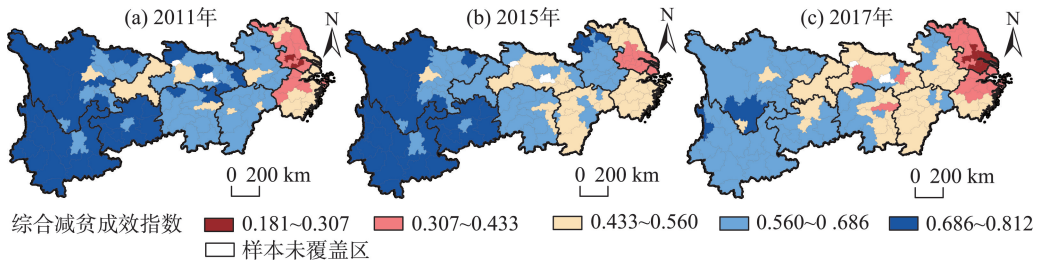 (a) 2011年
N
(b) 2015年
N
(c) 2017年
N
0 200 km
0 200 km
0 200 km
综合减贫成效指数
0.181~0.307
0.307~0.433
0.433~0.560
0.560~0 .686
0.686~0.812
样本未覆盖区